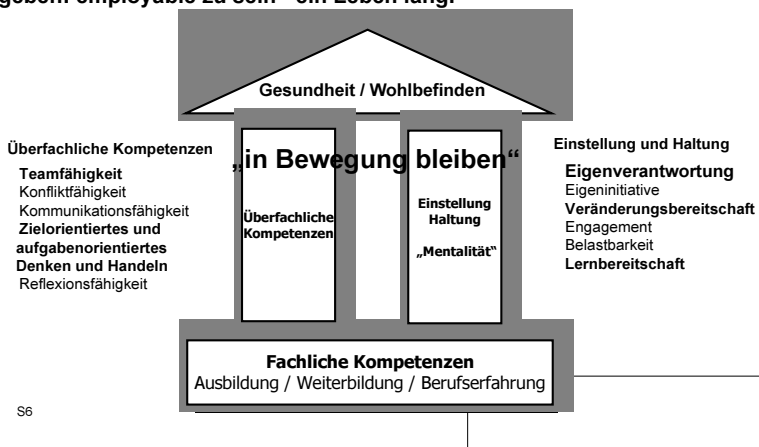 employable zu sein - ein Leben lang.
Gesundheit / Wohlbefinden
Überfachliche Kompetenzen
Teamfähigkeit
Konfliktfähigkeit
Kommunikationsfähigkeit
Zielorientiertes und
aufgabenorientiertes
Denken und Handeln
Reflexionsfähigkeit
„in Bewegung bleiben“
Überfachliche
Kompetenzen
Einstellung
Haltung
„Mentalität“
Einstellung und Haltung
Eigenverantwortung
Eigeninitiative
Veränderungsbereitschaft
Engagement
Belastbarkeit
Lernbereitschaft
Fachliche Kompetenzen
Ausbildung / Weiterbildung / Berufserfahrung
S6